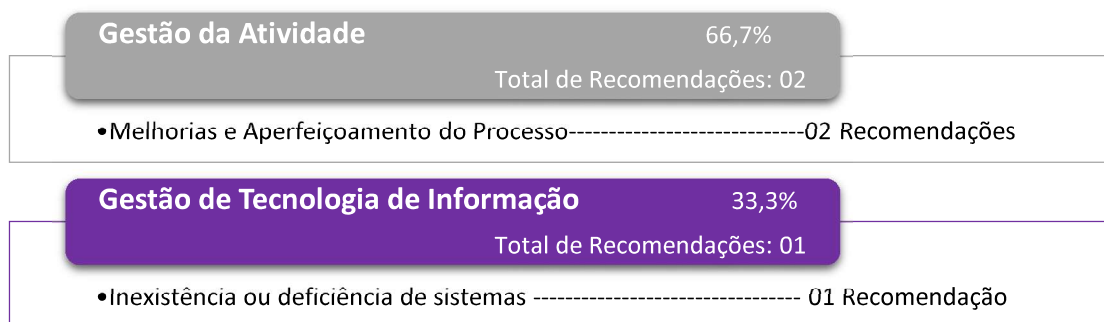 Gestão da Atividade 66,7%
Total de Recomendações: 02
•Melhorias e Aperfeiçoamento do Processo-----------------------------02 Recomendações
Gestão de Tecnologia de Informação 33,3%
Total de Recomendações: 01
•Inexistência ou deficiência de sistemas --------------------------------- 01 Recomendação